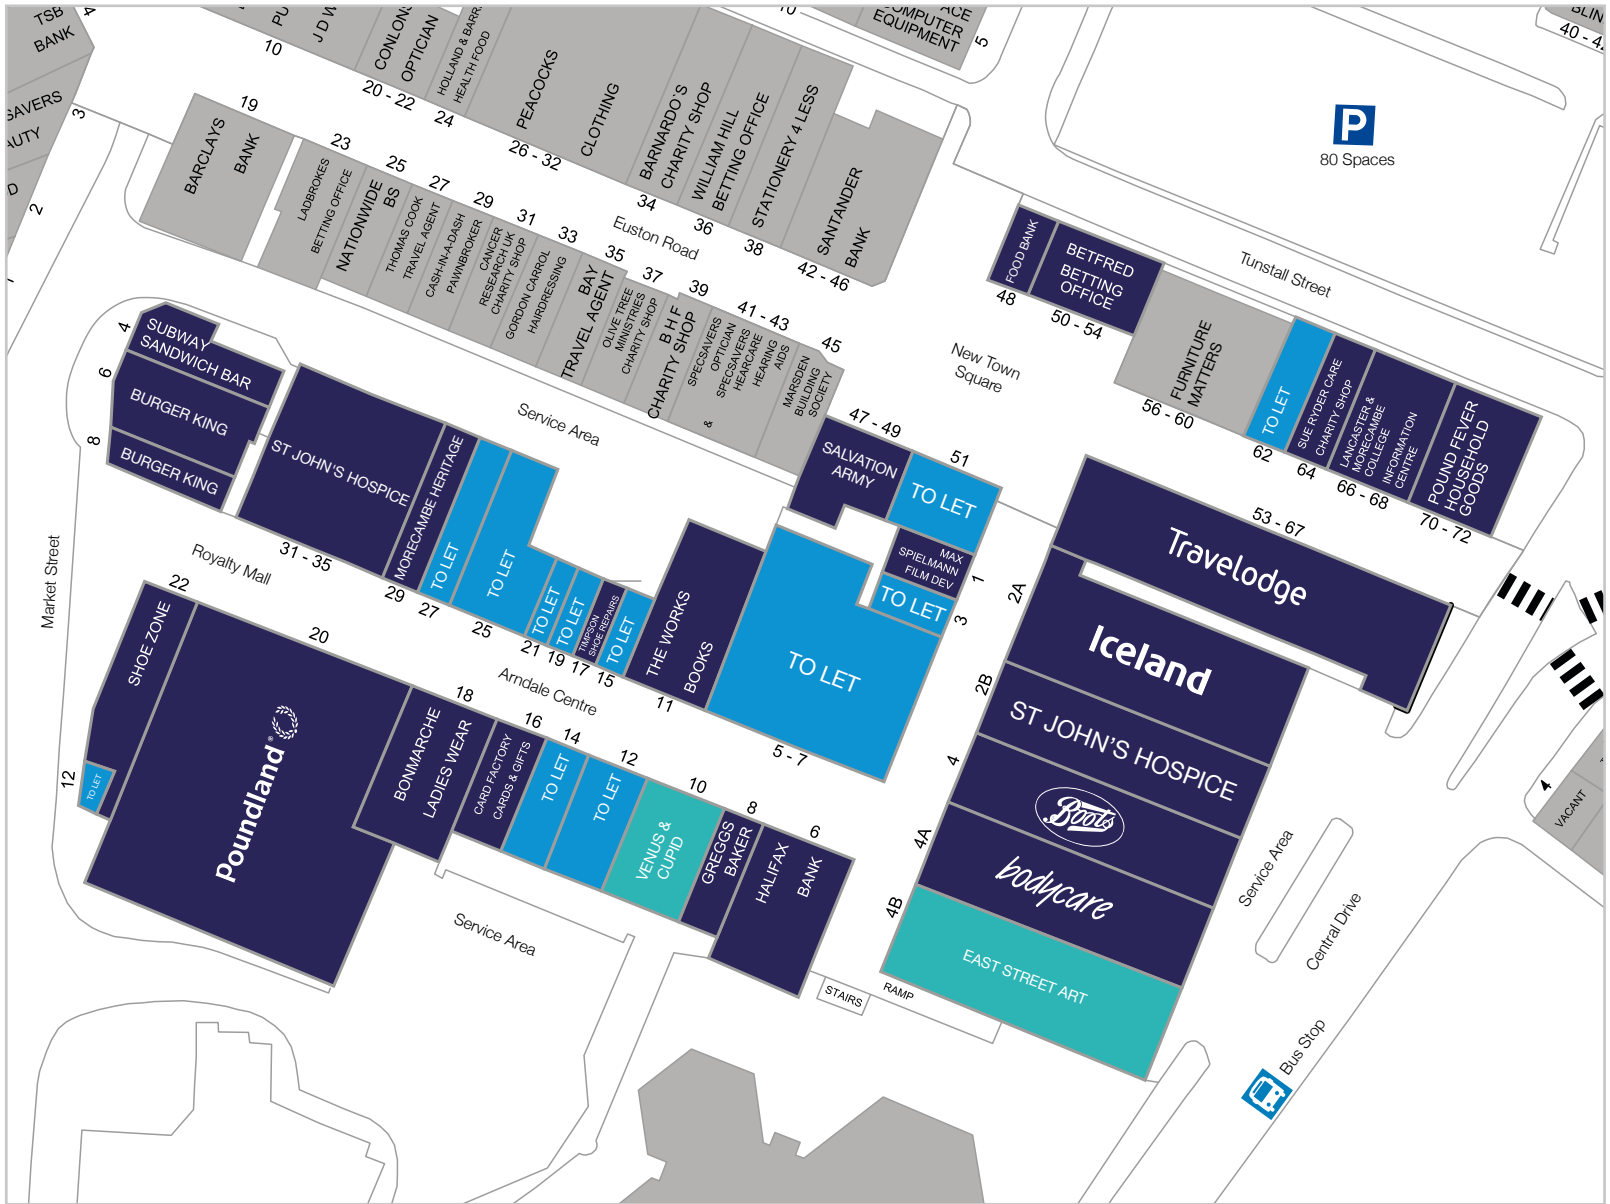 TSB
BANK
4
SAVERS
AUTY
D
3
2
1
10
J D W
CONLONS
OPTICIAN
20 - 22
HOLLAND & BARR
HEALTH FOOD
24
PEACOCKS
CLOTHING
26 - 32
BARNARDO'S
CHARITY SHOP
34
WILLIAM HILL
BETTING OFFICE
36
STATIONERY 4 LESS
38
SANTANDER
BANK
42 - 46
10
ACE
OMPUTER
EQUIPMENT
5
BLIN
40 - 4
P
80 Spaces
19
BARCLAYS
BANK
23
LADBROKES
BETTING OFFICE
25
NATIONWIDE
BS
27
THOMAS COOK
TRAVEL AGENT
29
CASH-IN-A-DASH
PAWNBROKER
31
CANCER
RESEARCH UK
CHARITY SHOP
33
GORDON CARROL
HAIRDRESSING
35
BAY
TRAVEL AGENT
37
OLIVE TREE
MINISTRIES
CHARITY SHOP
39
B H F
CHARITY SHOP
41 - 43
SPECSAVERS
OPTICIAN
&
SPECSAVERS
HEARCARE
HEARING
AIDS
45
MARSDEN
BUILDING
SOCIETY
Euston Road
New Town
Square
Tunstall Street
FOOD BANK
48
BETFRED
BETTING
OFFICE
50 - 54
FURNITURE
MATTERS
56 - 60
TO LET
62
SUE RYDER CARE
CHARITY SHOP
64
LANCASTER &
MORECAMBE
COLLEGE
INFORMATION
CENTRE
66 - 68
POUND FEVER
HOUSEHOLD
GOODS
70 - 72
4
SUBWAY
SANDWICH BAR
6
BURGER KING
8
BURGER KING
Service Area
ST JOHN'S HOSPICE
31 - 35
MORECAMBE HERITAGE
29
TO LET
27
TO LET
25
TO LET
21
TO LET
19
TIMPSON
SHOE REPAIRS
17
TO LET
15
THE WORKS
BOOKS
11
TO LET
5 - 7
47 - 49
SALVATION
ARMY
51
TO LET
MAX
SPIELMANN
FILM DEV
1
TO LET
3
53 - 67
Travelodge
2A
Iceland
2B
ST JOHN'S HOSPICE
4
Boots
4A
bodycare
4B
EAST STREET ART
Market Street
Royalty Mall
Arndale Centre
22
SHOE ZONE
12
TO LET
20
Poundland
®
18
BONMARCHE
LADIES WEAR
16
CARD FACTORY
CARDS & GIFTS
14
TO LET
12
TO LET
10
VENUS &
CUPID
8
GREGGS
BAKER
6
HALIFAX
BANK
Service Area
STAIRS
RAMP
Service Area
Central Drive
Bus Stop
4
VACANT